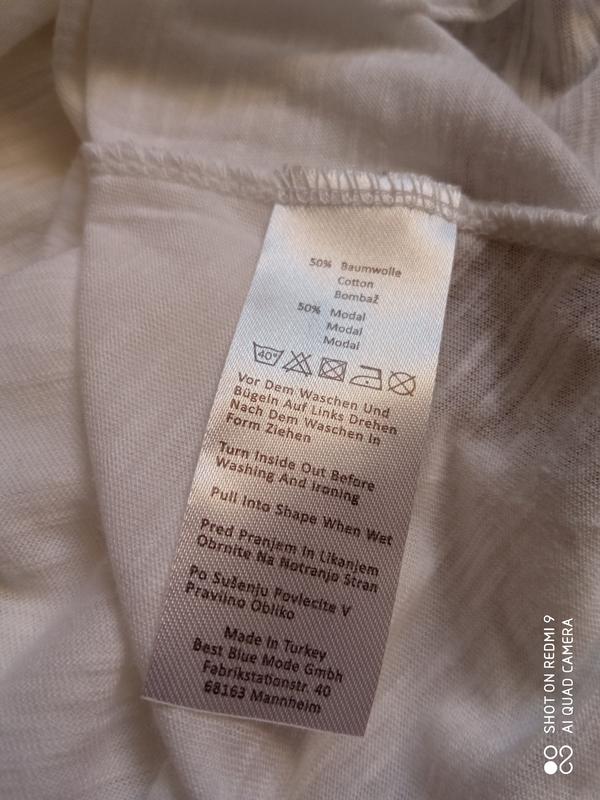 50% Baumwolle
Cotton
Bombaž
50% Modal
Modal
Modal
40°
Vor Dem Waschen Und
Bügeln Auf Links Drehen
Nach Dem Waschen In
Form Ziehen
Turn Inside Out Before
Washing And Ironing
Pull Into Shape When Wet
Pred Pranjem In Likanjem
Obrnite Na Notranjo Stran
Po Sušenju Povlecite V
Pravilno Obliko
Made In Turkey
Best Blue Mode Gmbh
Fabrikstationstr. 40
68163 Mannheim
SHOT ON REDMI 9
AI QUAD CAMERA